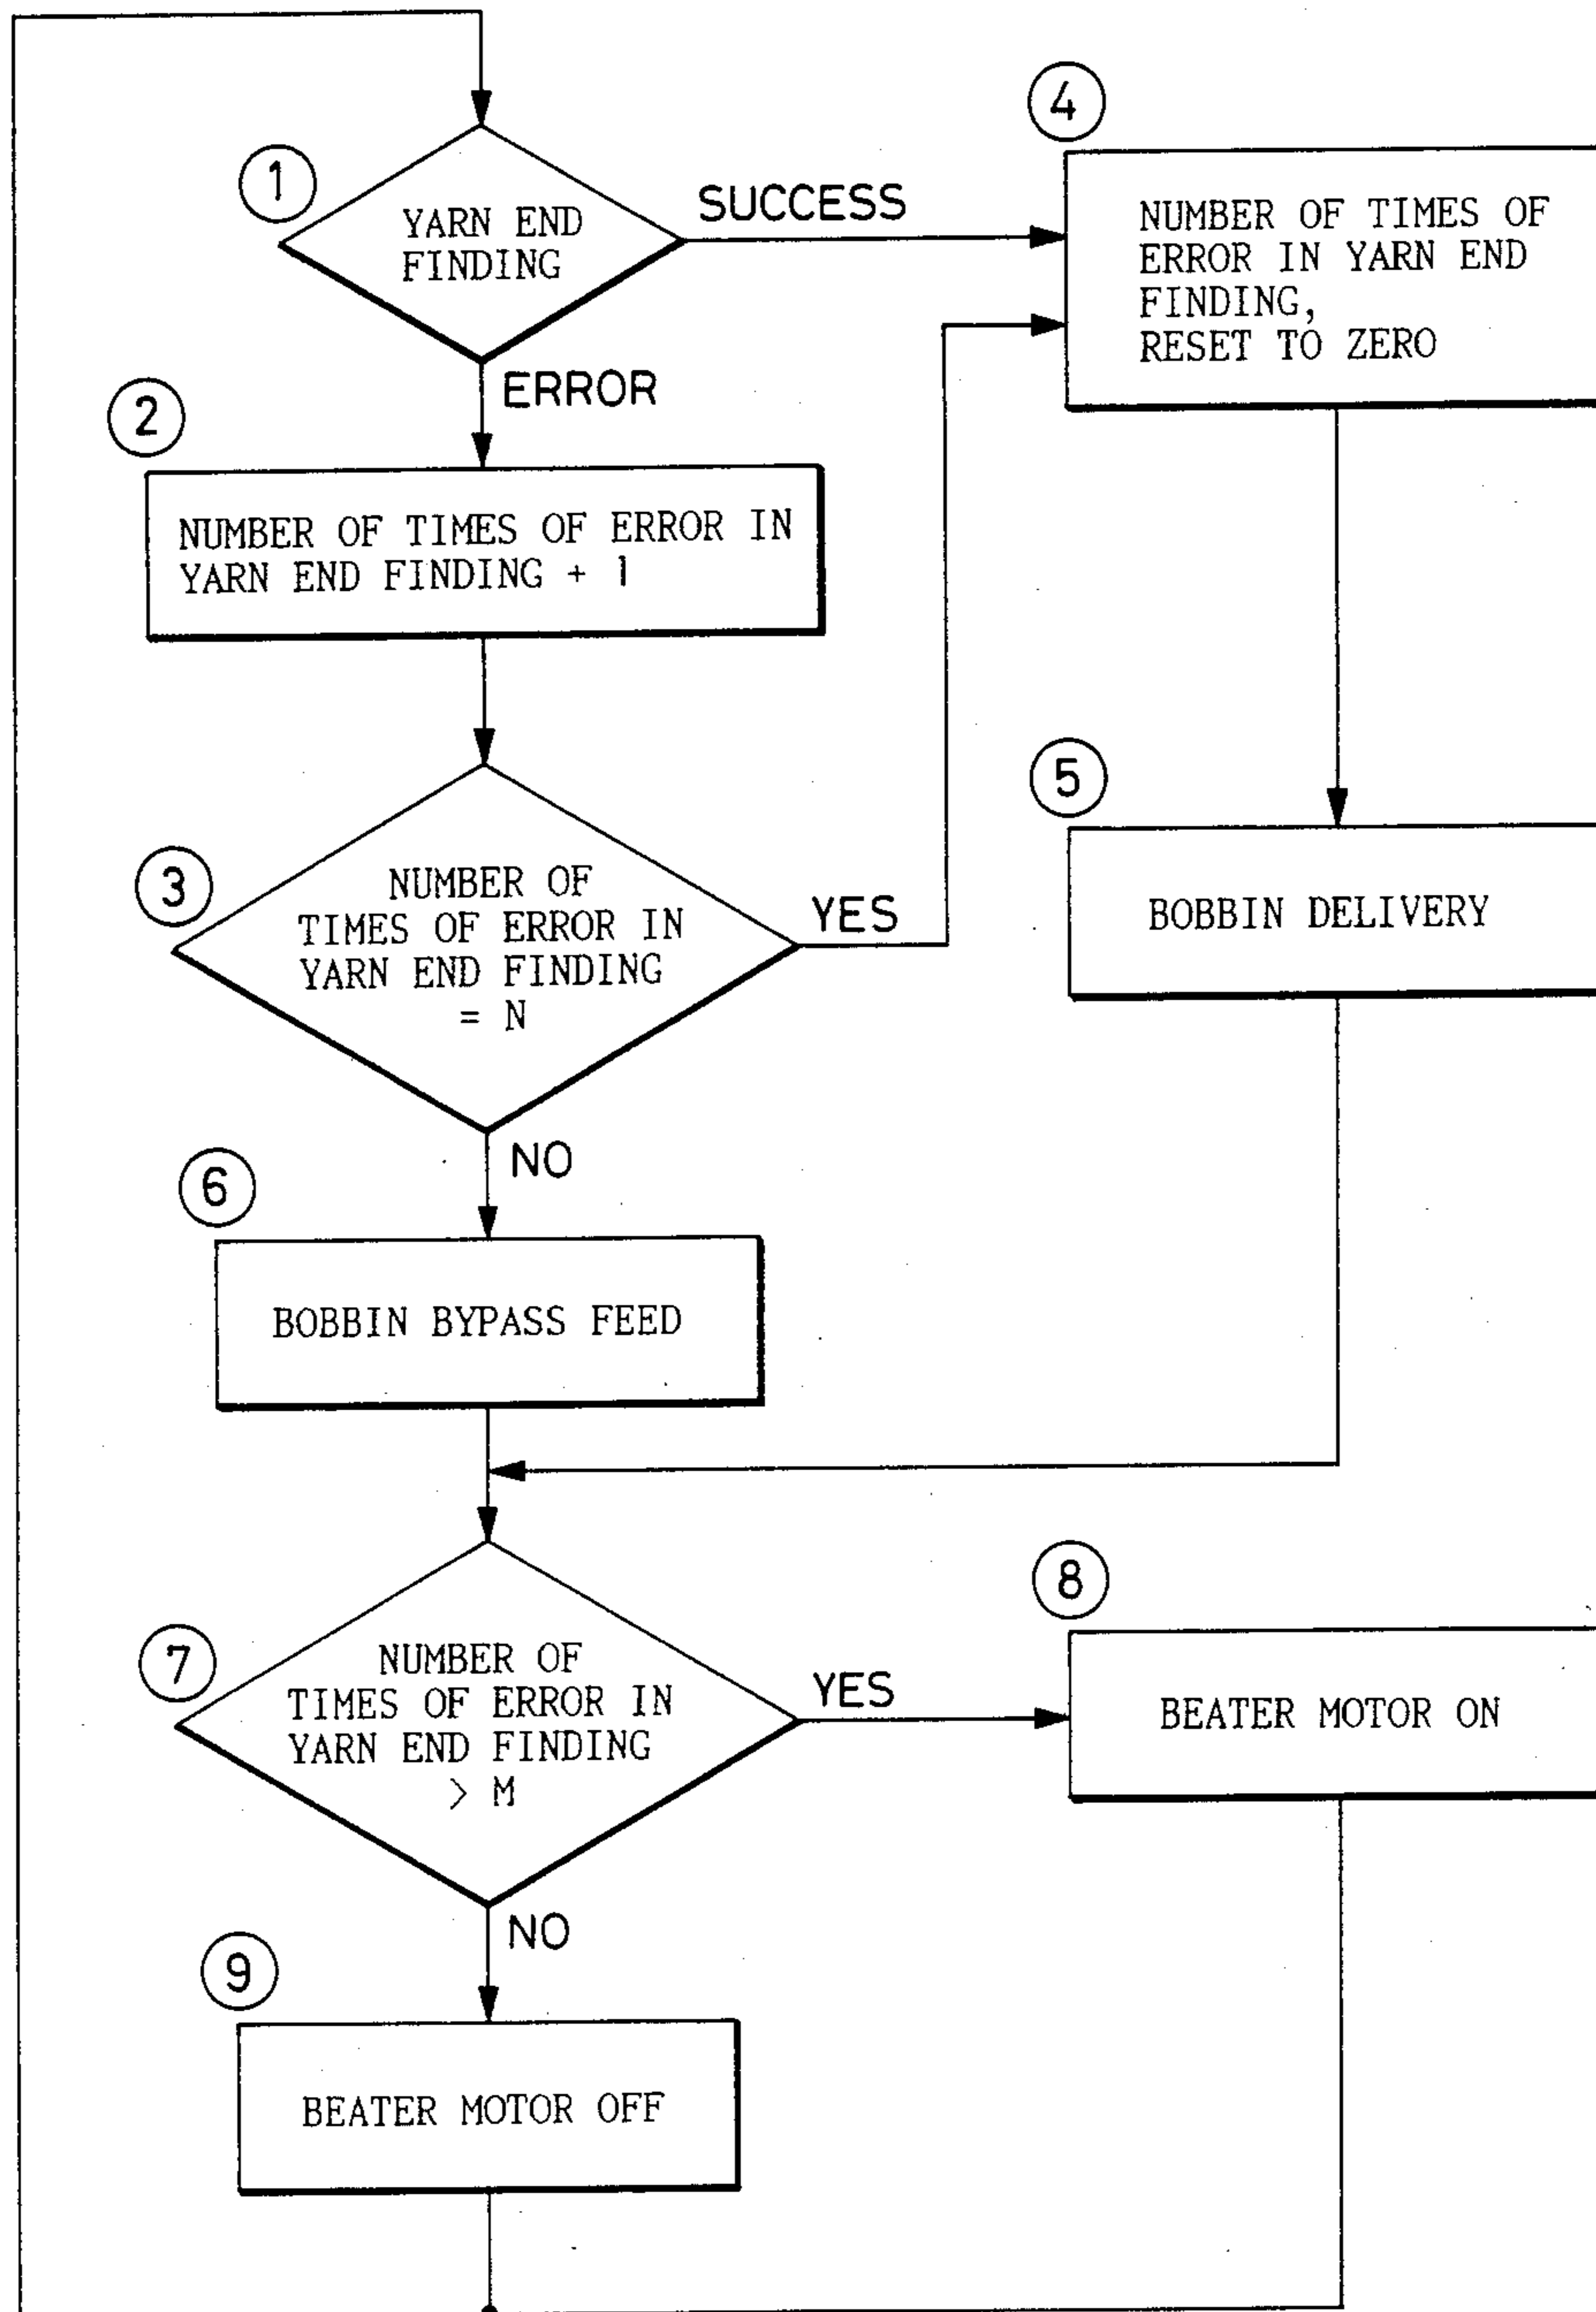 1
YARN END
FINDING
SUCCESS
ERROR
4
NUMBER OF TIMES OF
ERROR IN YARN END
FINDING,
RESET TO ZERO
2
NUMBER OF TIMES OF ERROR IN
YARN END FINDING + 1
3
NUMBER OF
TIMES OF ERROR IN
YARN END FINDING
= N
YES
NO
5
BOBBIN DELIVERY
6
BOBBIN BYPASS FEED
7
NUMBER OF
TIMES OF ERROR IN
YARN END FINDING
> M
YES
NO
8
BEATER MOTOR ON
9
BEATER MOTOR OFF